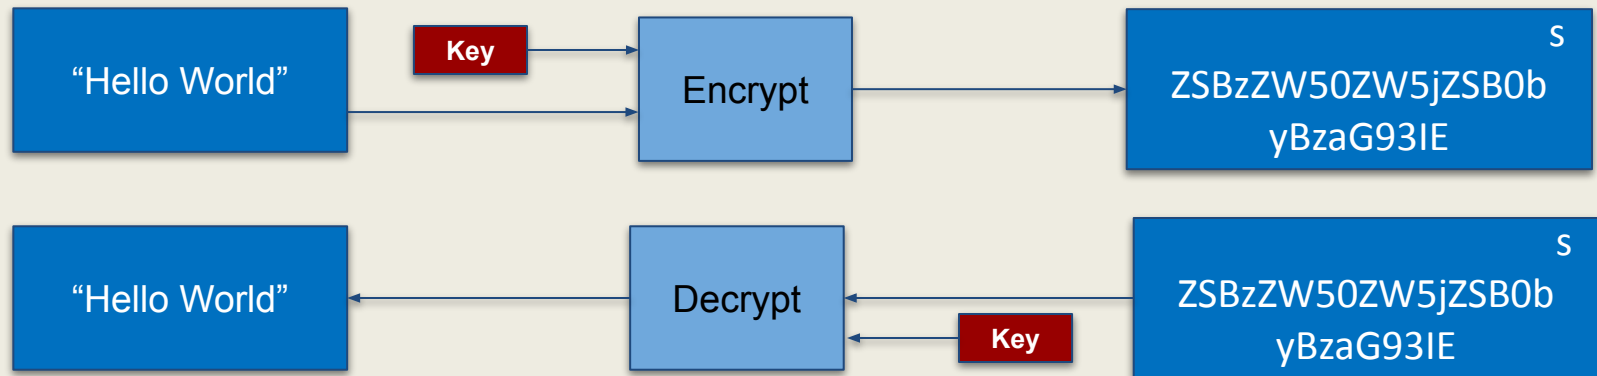 “Hello World”
Key
Encrypt
s
ZSBzZW50ZW5jZSB0b
yBzaG93IE
“Hello World”
Decrypt
Key
s
ZSBzZW50ZW5jZSB0b
yBzaG93IE